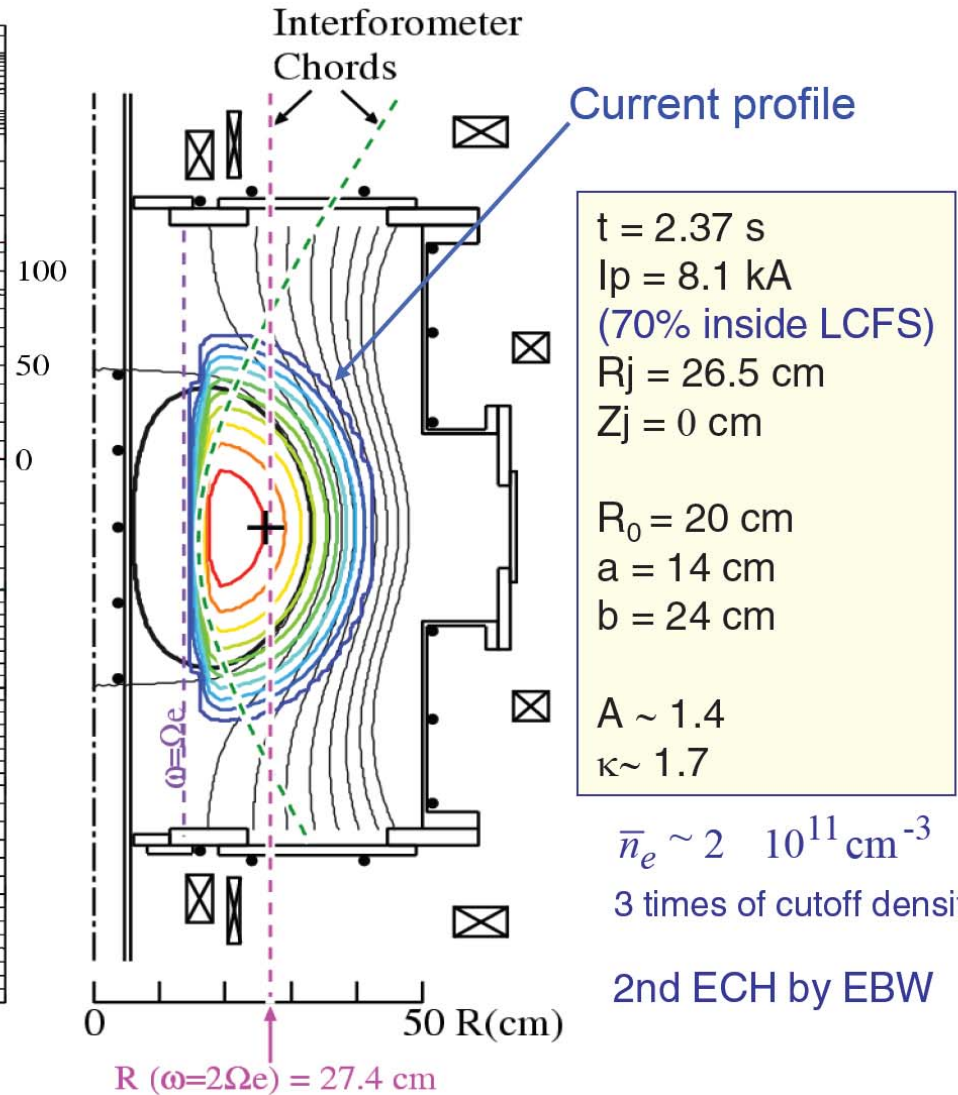 Interforometer
Chords
Current profile
t = 2.37 s
Ip = 8.1 kA
(70% inside LCFS)
Rj = 26.5 cm
Zj = 0 cm
R₀ = 20 cm
a = 14 cm
b = 24 cm
A ~ 1.4
κ~ 1.7
100
50
0
ω=Ωe
n̅ₑ ~ 2 10¹¹ cm⁻³
3 times of cutoff densi
2nd ECH by EBW
0 50 R(cm)
R (ω=2Ωe) = 27.4 cm